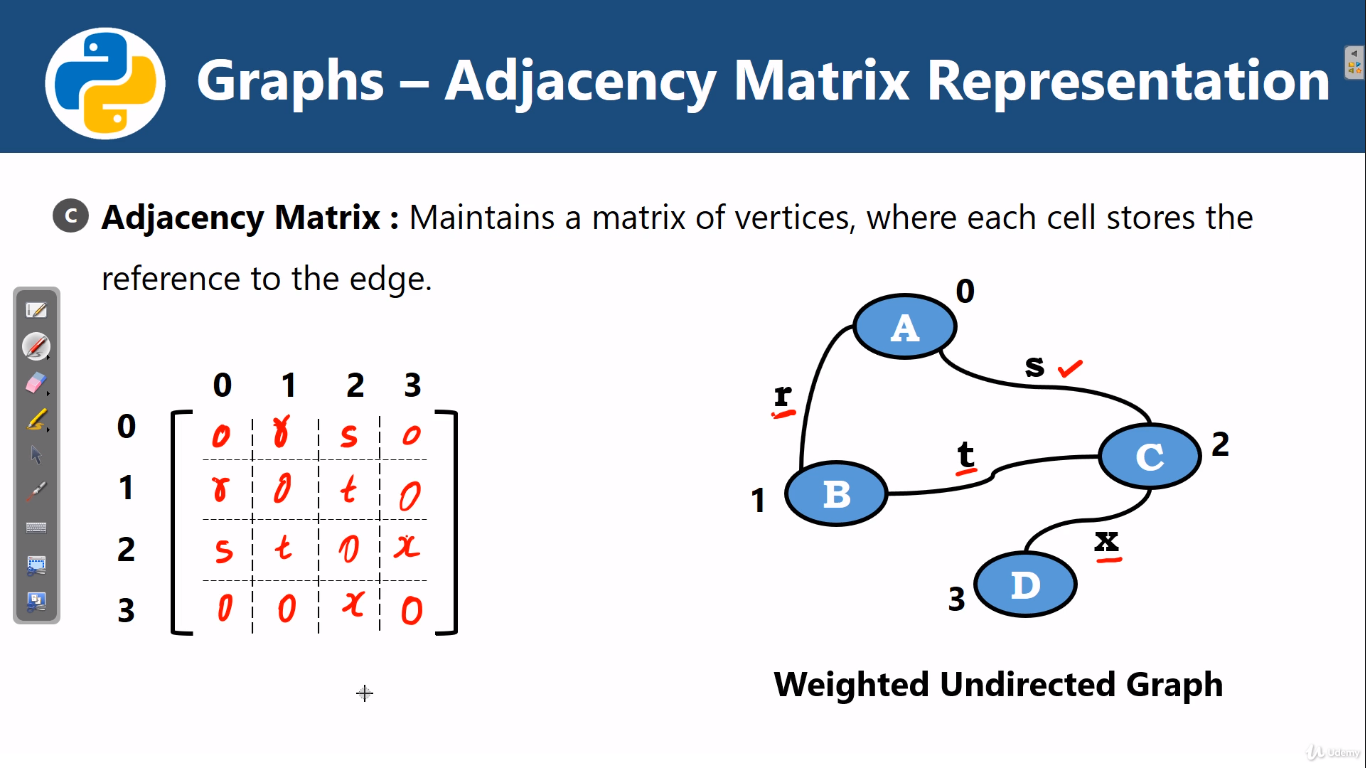 Graphs – Adjacency Matrix Representation
C Adjacency Matrix : Maintains a matrix of vertices, where each cell stores the
reference to the edge.
0 1 2 3
0 0 r s 0
1 r 0 t 0
2 s t 0 x
3 0 0 x 0
A 0
r
s
B 1
t
C 2
x
D 3
Weighted Undirected Graph
Udemy